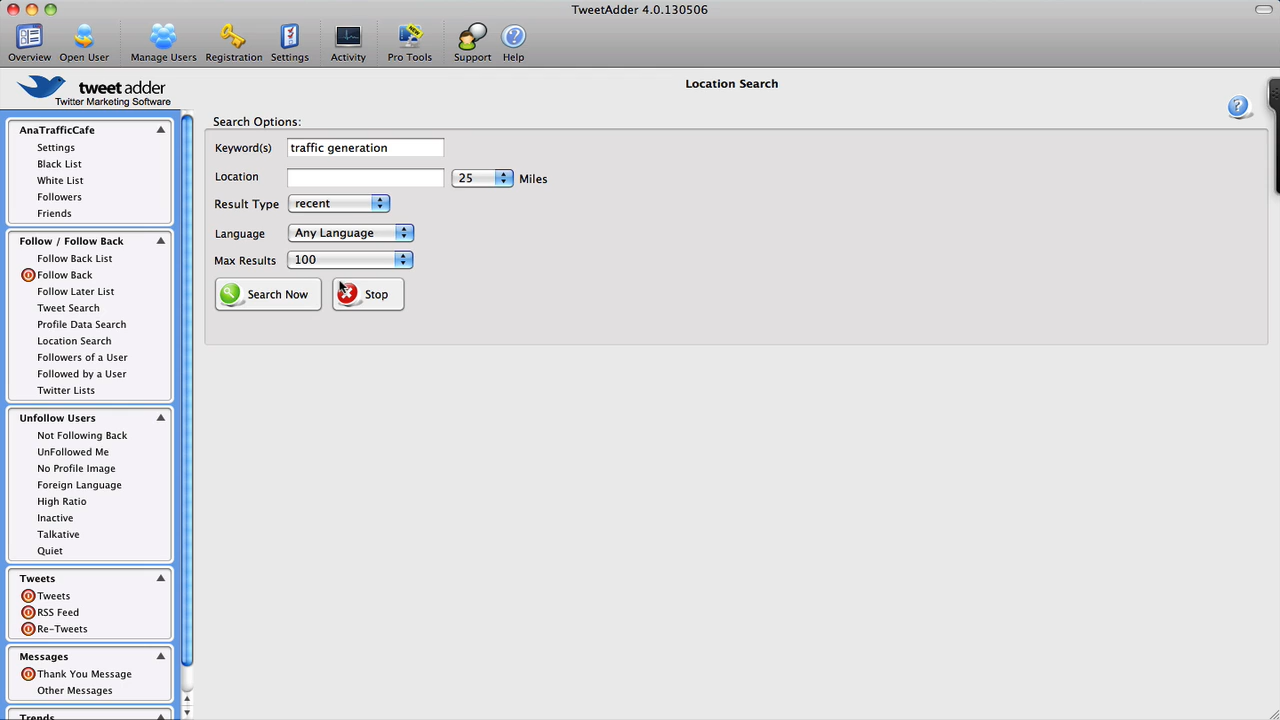 TweetAdder 4.0.130506
Overview Open User Manage Users Registration Settings Activity Pro Tools Support Help
tweet adder
Twitter Marketing Software
Location Search
AnaTrafficCafe
Settings
Black List
White List
Followers
Friends
Follow / Follow Back
Follow Back List
Follow Back
Follow Later List
Tweet Search
Profile Data Search
Location Search
Followers of a User
Followed by a User
Twitter Lists
Unfollow Users
Not Following Back
UnFollowed Me
No Profile Image
Foreign Language
High Ratio
Inactive
Talkative
Quiet
Tweets
Tweets
RSS Feed
Re-Tweets
Messages
Thank You Message
Other Messages
Trends
Search Options:
Keyword(s) traffic generation
Location 25 Miles
Result Type recent
Language Any Language
Max Results 100
Search Now Stop